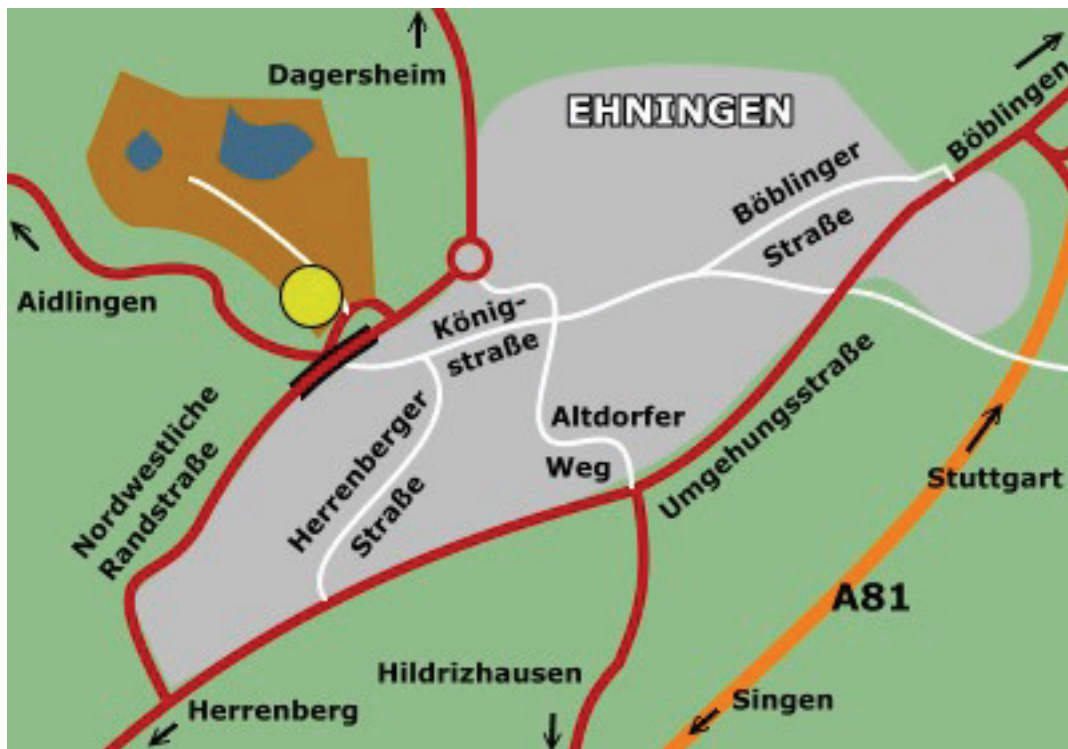 Dagersheim
EHNINGEN
Böblingen
Böblinger
Straße
Aidlingen
König-
straße
Nordwestliche
Randstraße
Herrenberger
Straße
Altdorfer
Weg
Umgehungsstraße
Stuttgart
A81
Hildrizhausen
Singen
Herrenberg